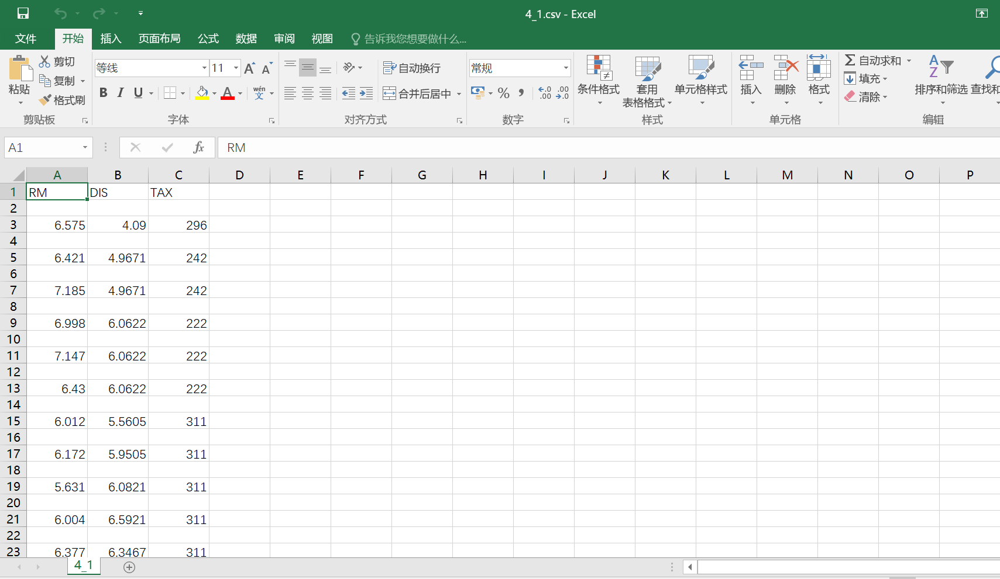 4_1.csv - Excel
文件 开始 插入 页面布局 公式 数据 审阅 视图 告诉我您想要做什么...
粘贴 剪切 复制 格式刷 剪贴板
等线 11 A A
B I U A wén 文
字体
自动换行
合并后居中
对齐方式
常规
% , .0 .00 .00 .0
数字
条件格式 套用 表格格式 单元格样式
样式
插入 删除 格式
单元格
Σ 自动求和
填充
清除
A Z 排序和筛选 查找和
编辑
A1 fx RM
A B C D E F G H I J K L M N O P
1 RM DIS TAX
2
3 6.575 4.09 296
4
5 6.421 4.9671 242
6
7 7.185 4.9671 242
8
9 6.998 6.0622 222
10
11 7.147 6.0622 222
12
13 6.43 6.0622 222
14
15 6.012 5.5605 311
16
17 6.172 5.9505 311
18
19 5.631 6.0821 311
20
21 6.004 6.5921 311
22
23 6.377 6.3467 311
4_1